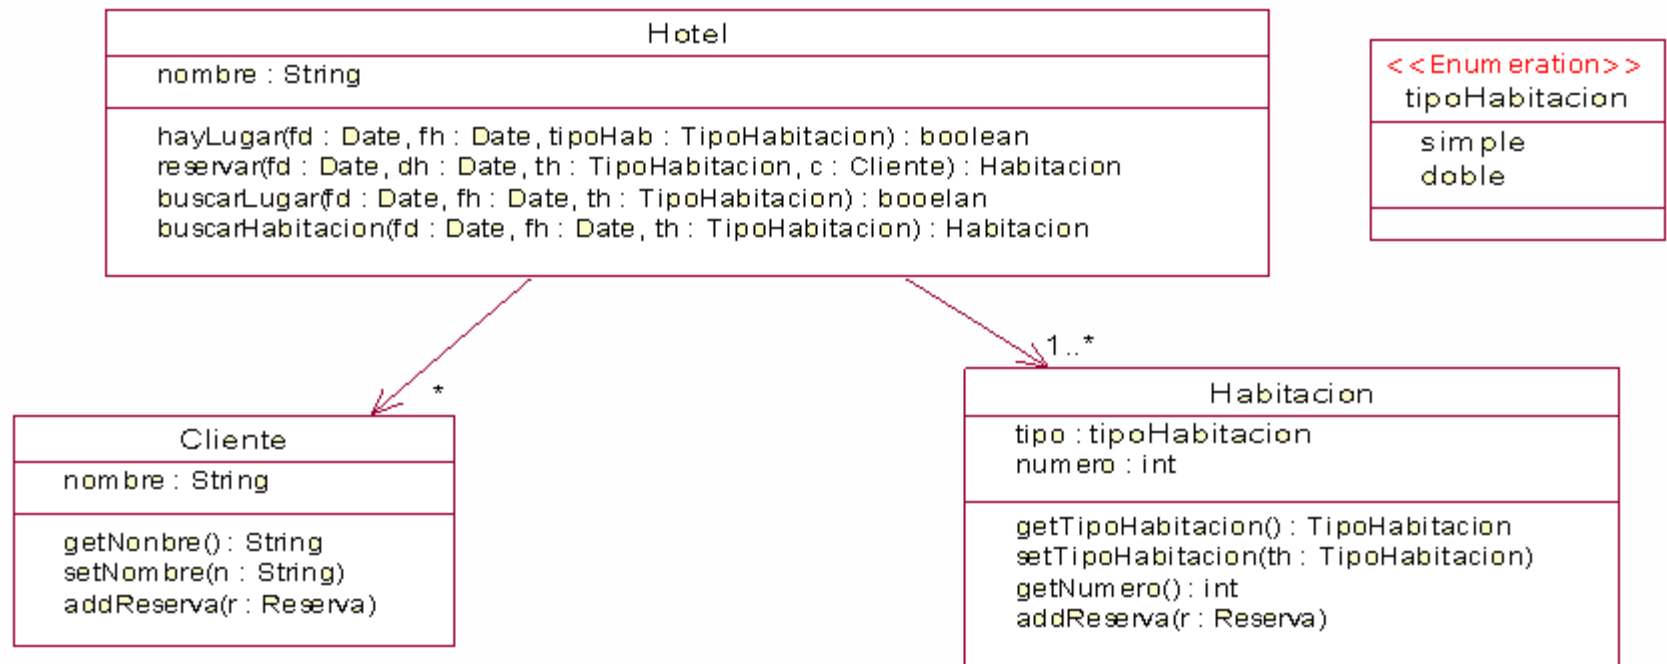 Hotel
nombre : String
hayLugar(fd : Date, fh : Date, tipoHab : TipoHabitacion) : boolean
reservar(fd : Date, dh : Date, th : TipoHabitacion, c : Cliente) : Habitacion
buscarLugar(fd : Date, fh : Date, th : TipoHabitacion) : booelan
buscarHabitacion(fd : Date, fh : Date, th : TipoHabitacion) : Habitacion
<<Enumeration>>
tipoHabitacion
simple
doble
*
1..*
Cliente
nombre : String
getNonbre() : String
setNombre(n : String)
addReserva(r : Reserva)
Habitacion
tipo : tipoHabitacion
numero : int
getTipoHabitacion() : TipoHabitacion
setTipoHabitacion(th : TipoHabitacion)
getNumero() : int
addReserva(r : Reserva)